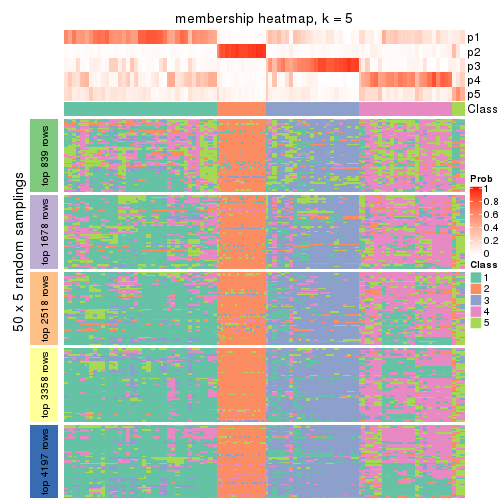 membership heatmap, k = 5
p1
p2
p3
p4
p5
Class
50 x 5 random samplings
top 839 rows
top 1678 rows
top 2518 rows
top 3358 rows
top 4197 rows
Prob
1
0.8
0.6
0.4
0.2
0
Class
1
2
3
4
5